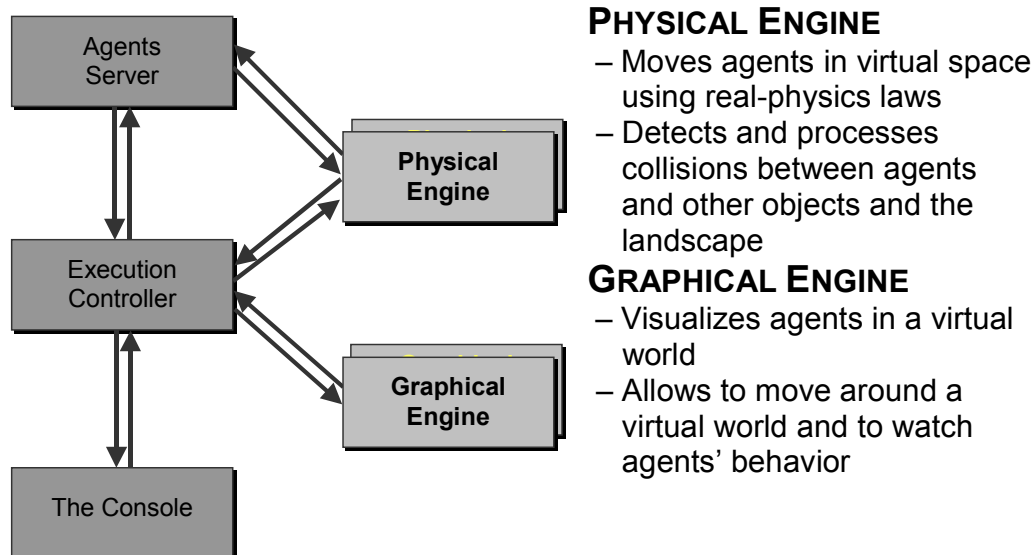 Agents
Server
Physical
Engine
Execution
Controller
Graphical
Engine
The Console
PHYSICAL ENGINE
– Moves agents in virtual space
using real-physics laws
– Detects and processes
collisions between agents
and other objects and the
landscape
GRAPHICAL ENGINE
– Visualizes agents in a virtual
world
– Allows to move around a
virtual world and to watch
agents’ behavior